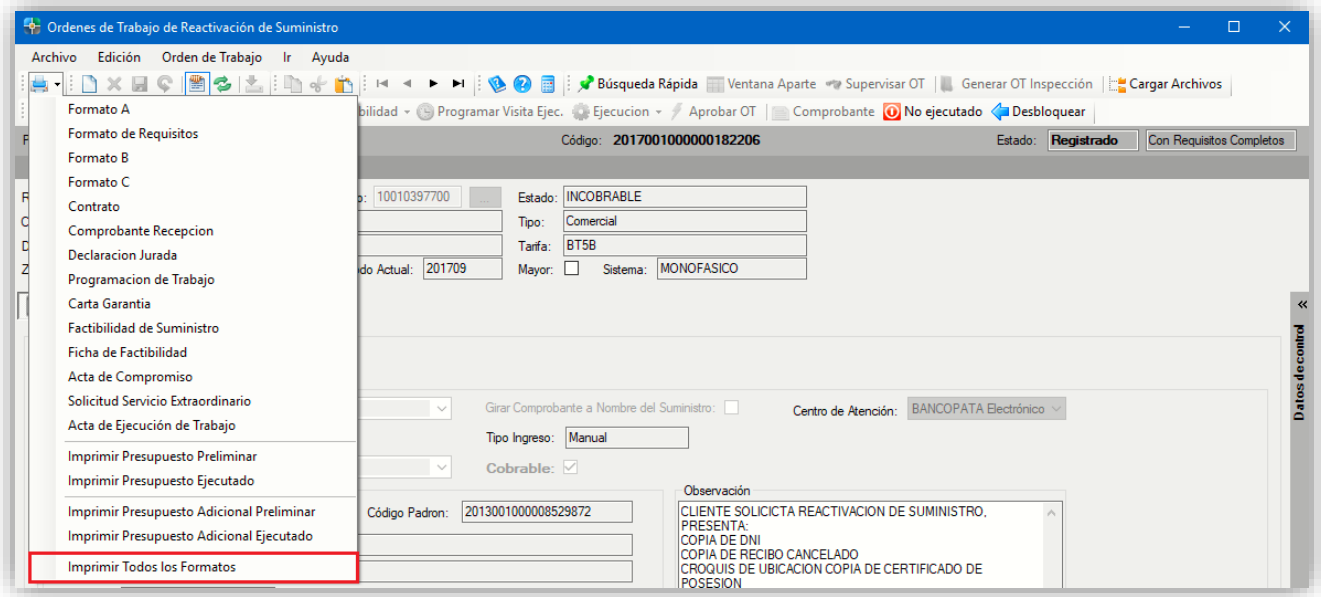 Ordenes de Trabajo de Reactivación de Suministro
Archivo Edición Orden de Trabajo Ir Ayuda
Búsqueda Rápida Ventana Aparte Supervisar OT Generar OT Inspección Cargar Archivos
Programar Visita Ejec. Ejecucion Aprobar OT Comprobante No ejecutado Desbloquear
Código: 2017001000000182206 Estado: Registrado Con Requisitos Completos
10010397700 ... Estado: INCOBRABLE
Tipo: Comercial
Tarifa: BT5B
Actual: 201709 Mayor: Sistema: MONOFASICO
Formato A
Formato de Requisitos
Formato B
Formato C
Contrato
Comprobante Recepcion
Declaracion Jurada
Programacion de Trabajo
Carta Garantia
Factibilidad de Suministro
Ficha de Factibilidad
Acta de Compromiso
Solicitud Servicio Extraordinario
Acta de Ejecución de Trabajo
Imprimir Presupuesto Preliminar
Imprimir Presupuesto Ejecutado
Imprimir Presupuesto Adicional Preliminar
Imprimir Presupuesto Adicional Ejecutado
Imprimir Todos los Formatos
Girar Comprobante a Nombre del Suministro: Centro de Atención: BANCOPATA Electrónico
Tipo Ingreso: Manual
Cobrable:
Código Padron: 2013001000008529872
Observación
CLIENTE SOLICICTA REACTIVACION DE SUMINISTRO,
PRESENTA:
COPIA DE DNI
COPIA DE RECIBO CANCELADO
CROQUIS DE UBICACION COPIA DE CERTIFICADO DE
POSESION
Datos de control